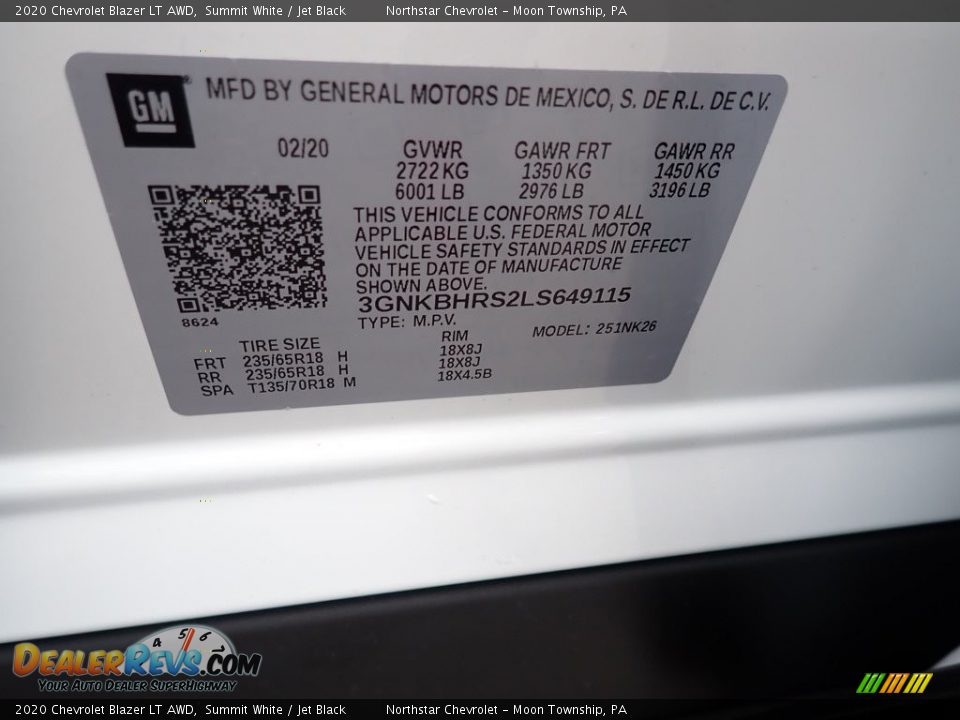 2020 Chevrolet Blazer LT AWD, Summit White / Jet Black Northstar Chevrolet - Moon Township, PA
GM MFD BY GENERAL MOTORS DE MEXICO, S. DE R.L. DE C.V.
02/20 GVWR GAWR FRT GAWR RR
2722 KG 1350 KG 1450 KG
6001 LB 2976 LB 3196 LB
THIS VEHICLE CONFORMS TO ALL
APPLICABLE U.S. FEDERAL MOTOR
VEHICLE SAFETY STANDARDS IN EFFECT
ON THE DATE OF MANUFACTURE
SHOWN ABOVE.
3GNKBHRS2LS649115
8624
TYPE: M.P.V. MODEL: 251NK26
TIRE SIZE RIM
FRT 235/65R18 H 18X8J
RR 235/65R18 H 18X8J
SPA T135/70R18 M 18X4.5B
4 5 6 7
DEALERREVS.COM
YOUR AUTO DEALER SUPERHIGHWAY
2020 Chevrolet Blazer LT AWD, Summit White / Jet Black Northstar Chevrolet - Moon Township, PA